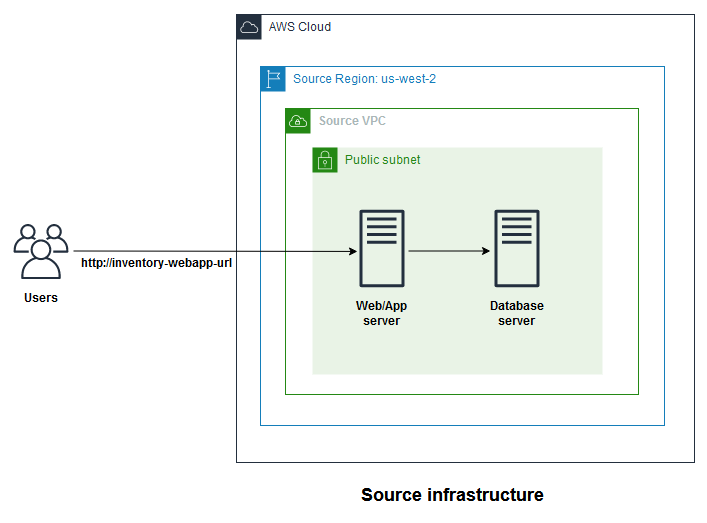 AWS Cloud
Source Region: us-west-2
Source VPC
Public subnet
http://inventory-webapp-url
Users
Web/App
server
Database
server
Source infrastructure